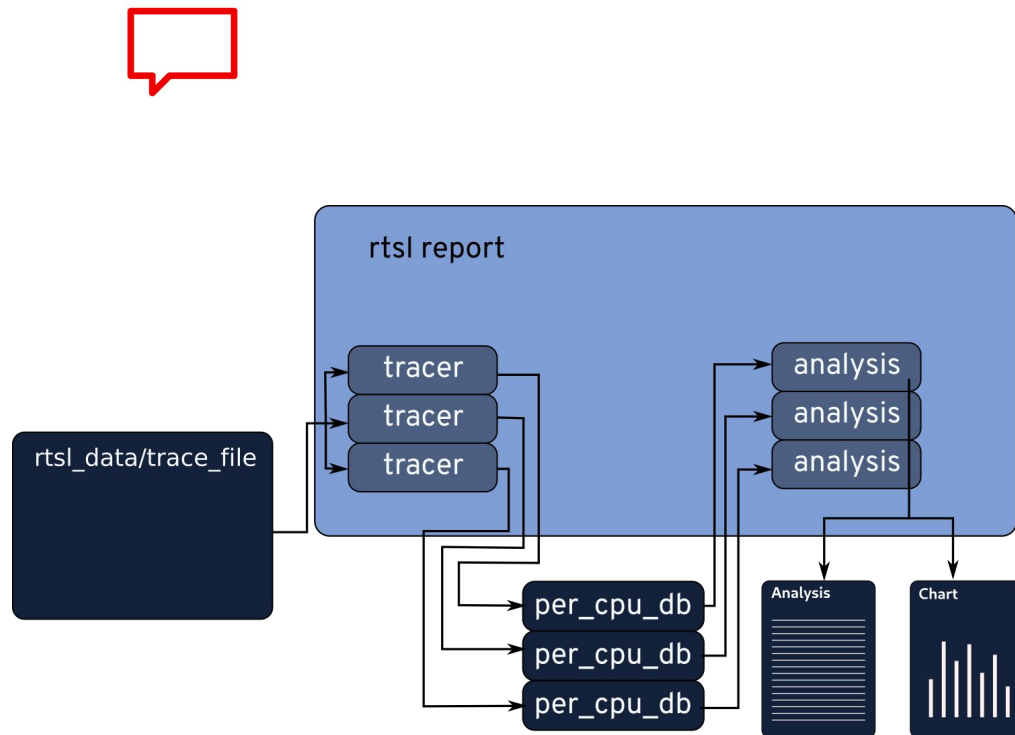 rtsl report
tracer
tracer
tracer
analysis
analysis
analysis
rtsl_data/trace_file
per_cpu_db
per_cpu_db
per_cpu_db
Analysis
Chart